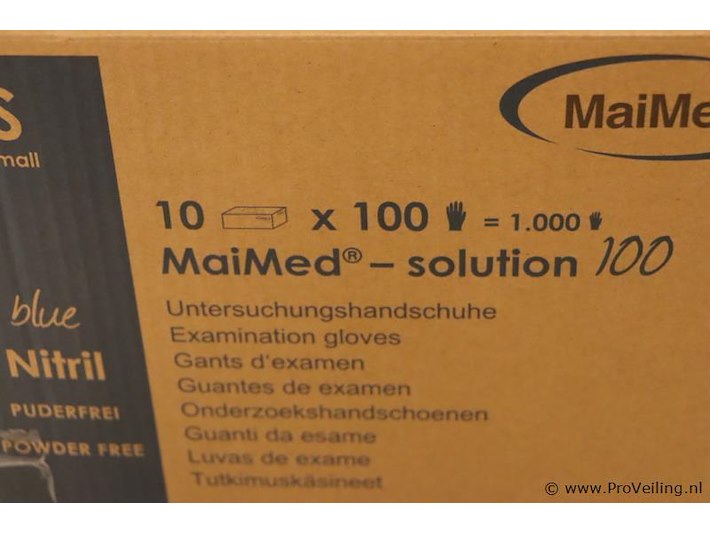 S
mall
MaiMe
10 x 100 = 1.000
MaiMed® – solution 100
blue
Nitril
PUDERFREI
POWDER FREE
Untersuchungshandschuhe
Examination gloves
Gants d'examen
Guantes de examen
Onderzoekshandschoenen
Guanti da esame
Luvas de exame
Tutkimuskäsineet
© www.ProVeiling.nl